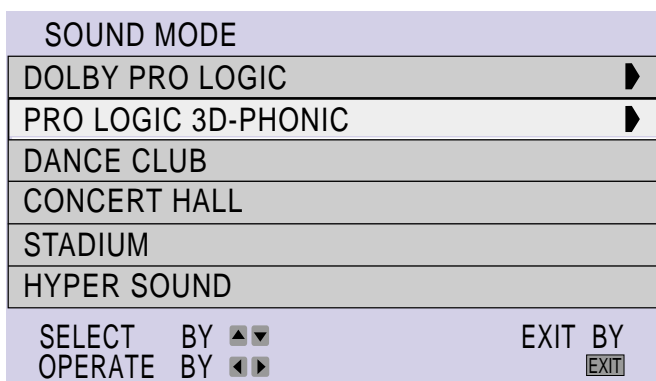 SOUND MODE
DOLBY PRO LOGIC
PRO LOGIC 3D-PHONIC
DANCE CLUB
CONCERT HALL
STADIUM
HYPER SOUND
SELECT BY ▲▼ EXIT BY
OPERATE BY ◀▶ EXIT